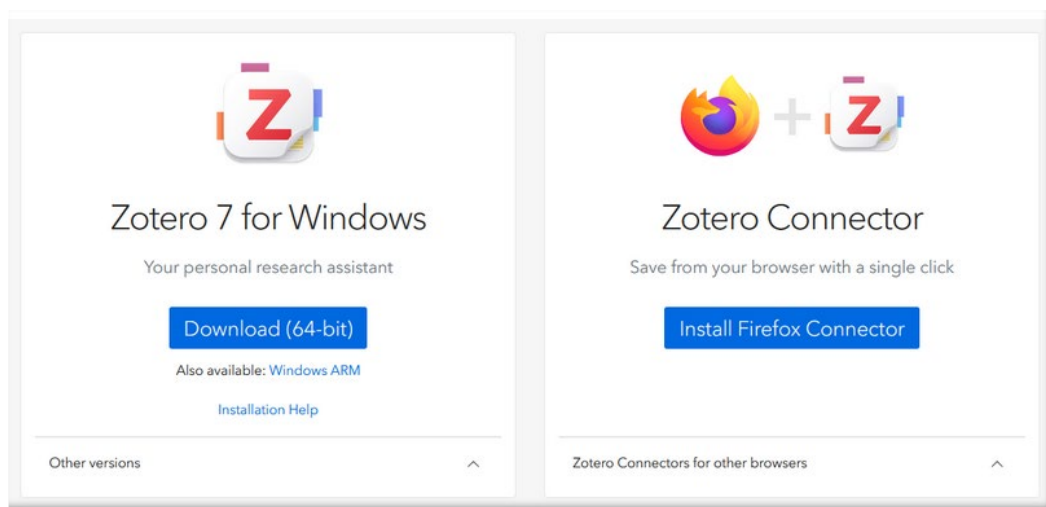 Z
Zotero 7 for Windows
Your personal research assistant
Download (64-bit)
Also available: Windows ARM
Installation Help
Other versions
+ Z
Zotero Connector
Save from your browser with a single click
Install Firefox Connector
Zotero Connectors for other browsers